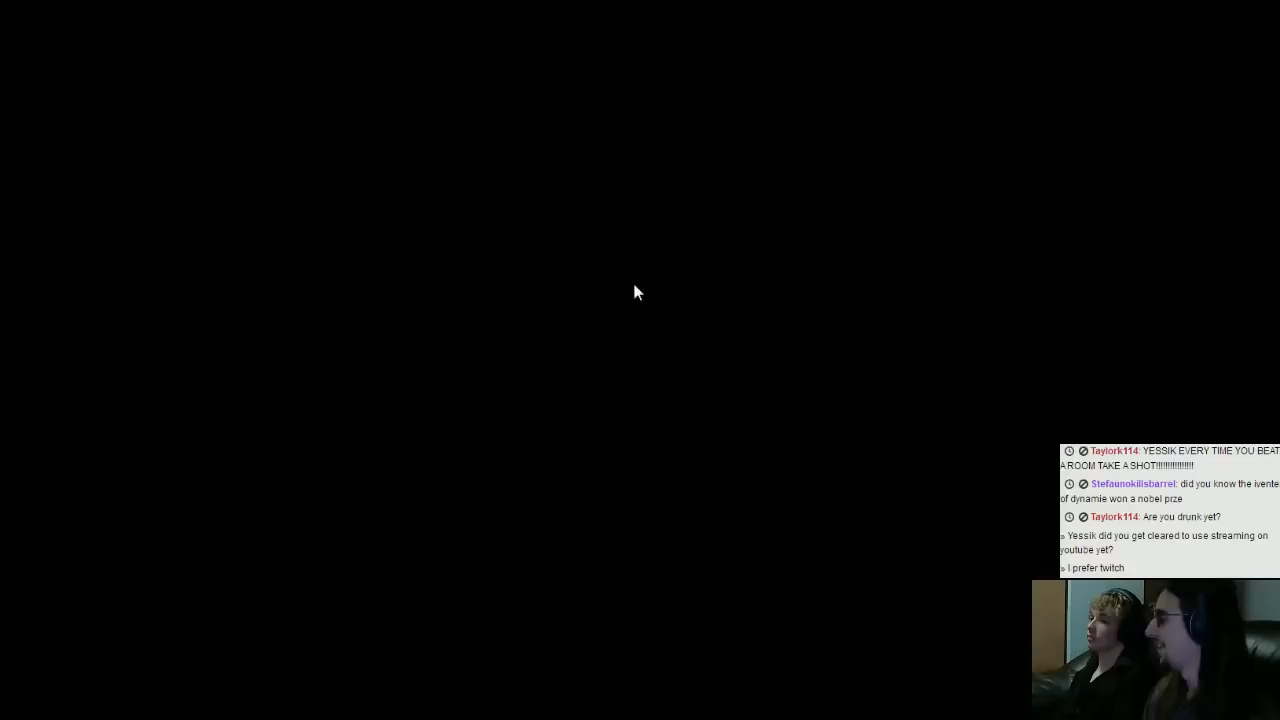 Taylork114: YESSIK EVERY TIME YOU BEAT
A ROOM TAKE A SHOT!!!!!!!!!!!!!!!!!
Stefaunokillsbarrel: did you know the ivente
of dynamie won a nobel prze
Taylork114: Are you drunk yet?
» Yessik did you get cleared to use streaming on
youtube yet?
» I prefer twitch